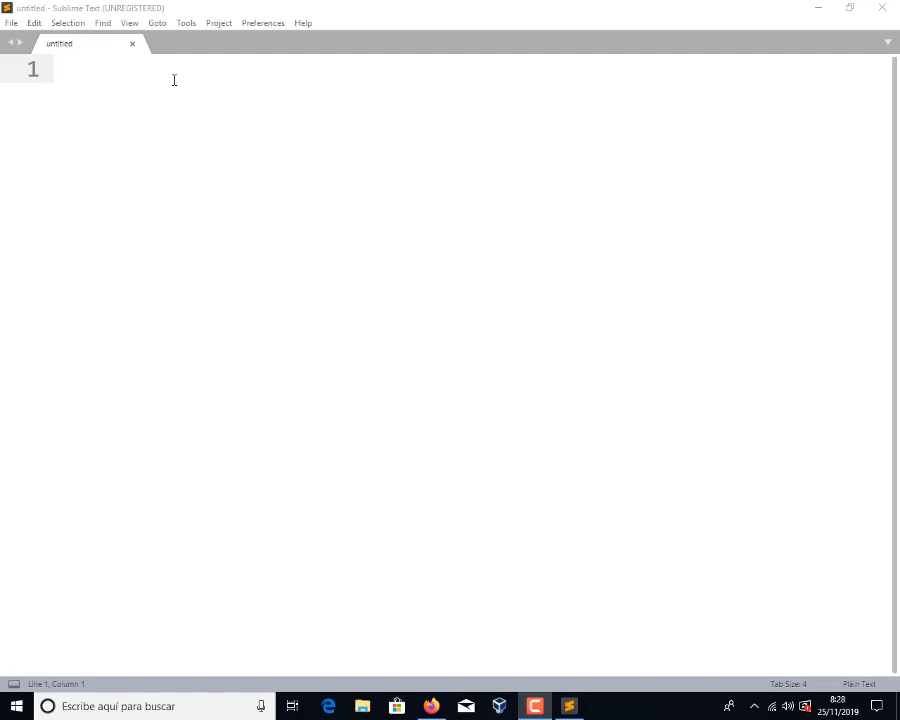 untitled - Sublime Text (UNREGISTERED)
File Edit Selection Find View Goto Tools Project Preferences Help
untitled
1
Line 1, Column 1 Tab Size: 4 Plain Text
Escribe aquí para buscar
8:28
25/11/2019